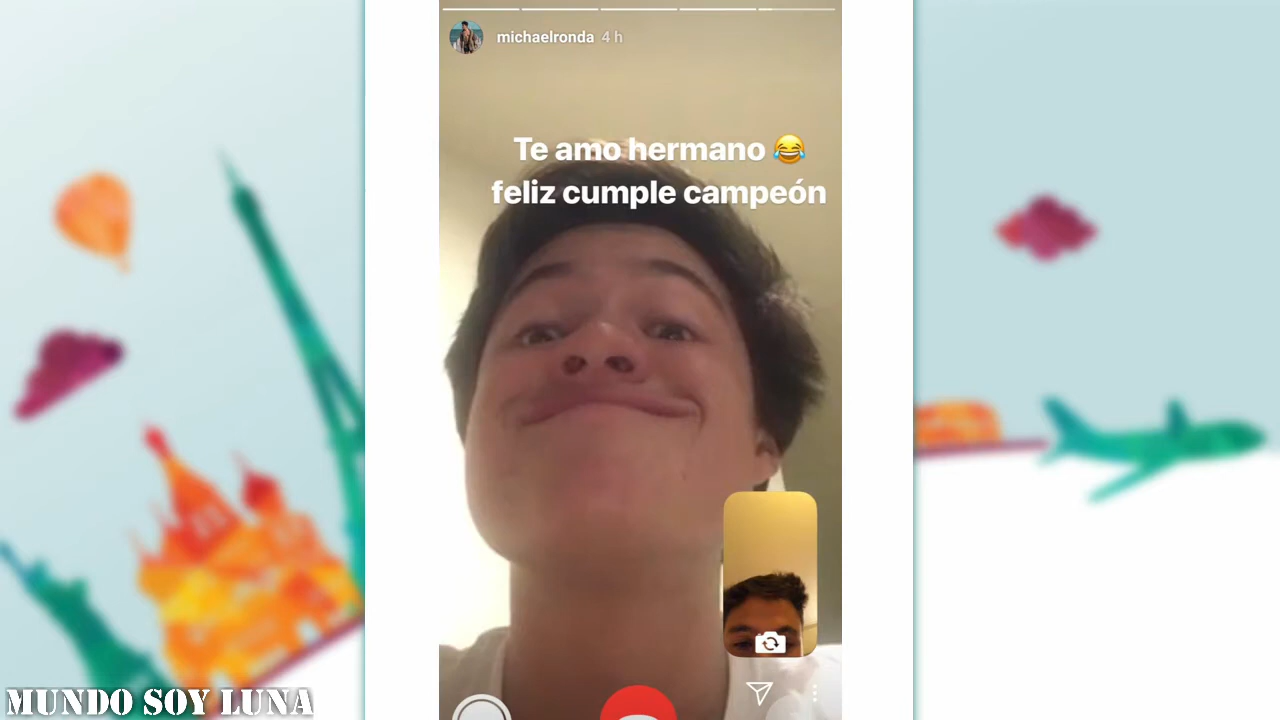 michaelronda 4 h
Te amo hermano 😂
feliz cumple campeón
MUNDO SOY LUNA